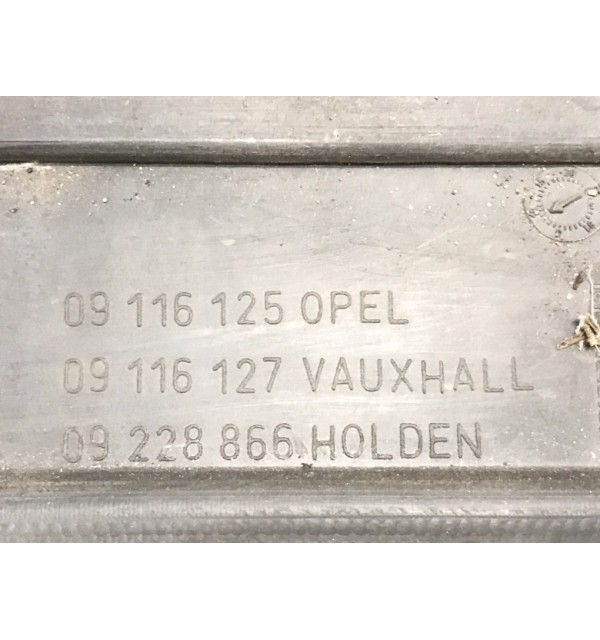 09 116 125 OPEL
09 116 127 VAUXHALL
09 228 866 HOLDEN